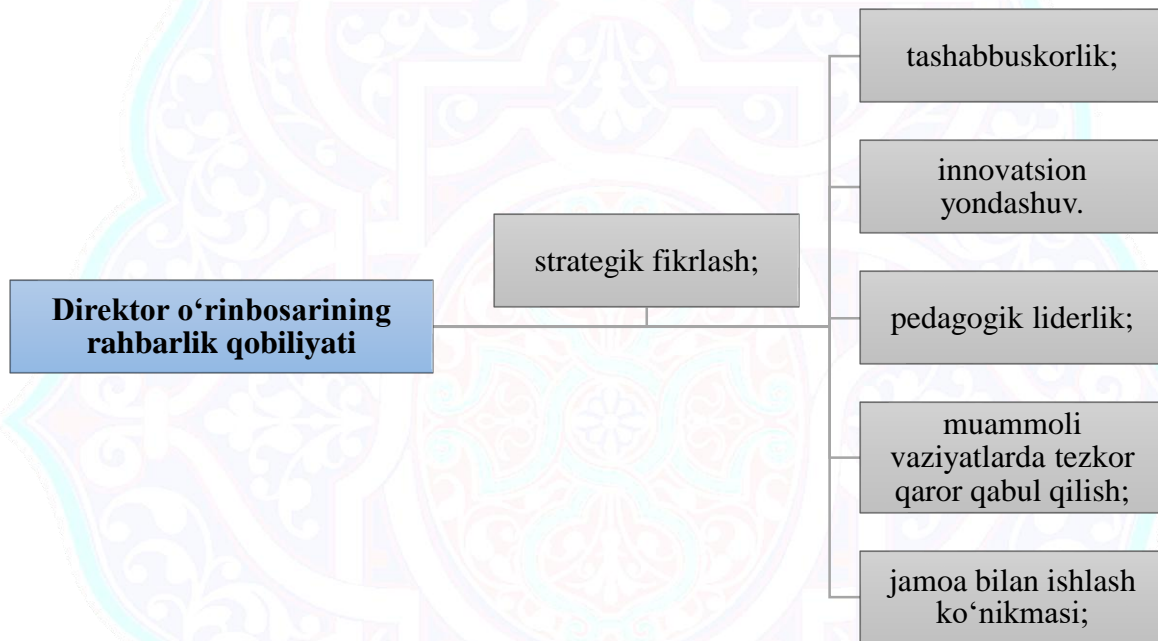 Direktor o‘rinbosarining
rahbarlik qobiliyati
strategik fikrlash;
tashabbuskorlik;
innovatsion
yondashuv.
pedagogik liderlik;
muammoli
vaziyatlarda tezkor
qaror qabul qilish;
jamoa bilan ishlash
ko‘nikmasi;